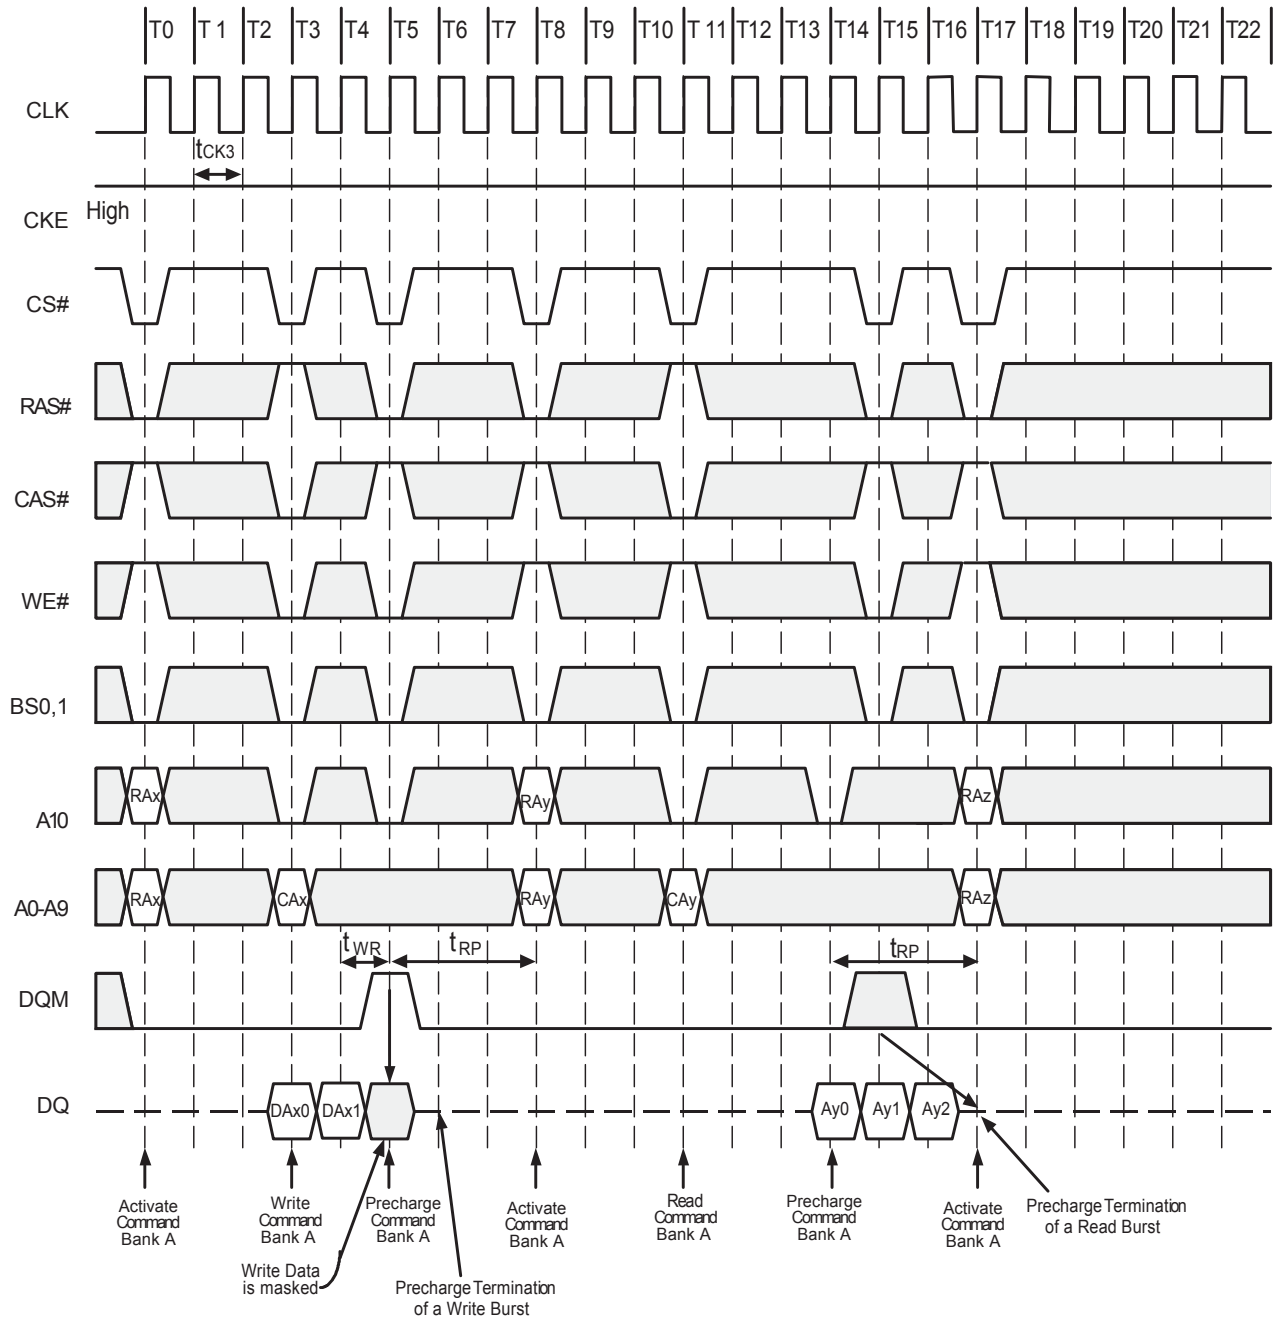 T0 T 1 T2 T3 T4 T5 T6 T7 T8 T9 T10 T 11 T12 T13 T14 T15 T16 T17 T18 T19 T20 T21 T22
CLK
tCK3
High
CKE
CS#
RAS#
CAS#
WE#
BS0,1
RAx RAy RAz
A10
RAx CAx RAy CAy RAz
A0-A9
tWR tRP tRP
DQM
DQ DAx0 DAx1 Ay0 Ay1 Ay2
Activate
Command
Bank A
Write
Command
Bank A
Precharge
Command
Bank A
Activate
Command
Bank A
Read
Command
Bank A
Precharge
Command
Bank A
Activate
Command
Bank A
Precharge Termination
of a Read Burst
Write Data
is masked
Precharge Termination
of a Write Burst